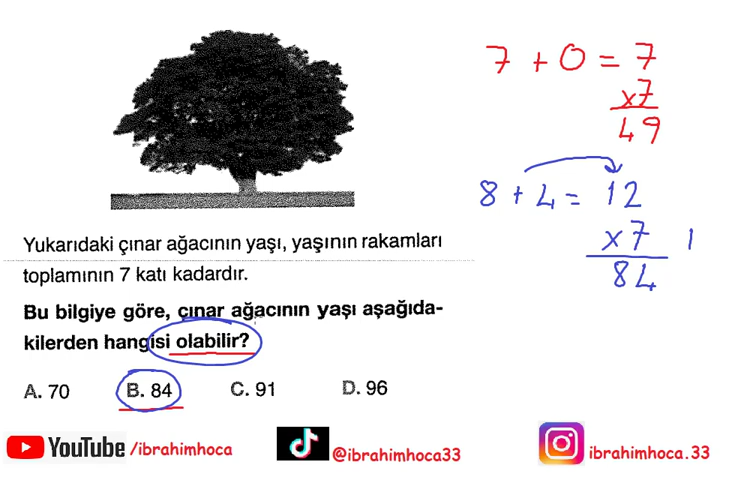 7 + 0 = 7
x7
49
8 + 4 = 12
x7
84
Yukarıdaki çınar ağacının yaşı, yaşının rakamları
toplamının 7 katı kadardır.
Bu bilgiye göre, çınar ağacının yaşı aşağıda-
kilerden hangisi olabilir?
A. 70 B. 84 C. 91 D. 96
YouTube /ibrahimhoca @ibrahimhoca33 ibrahimhoca.33